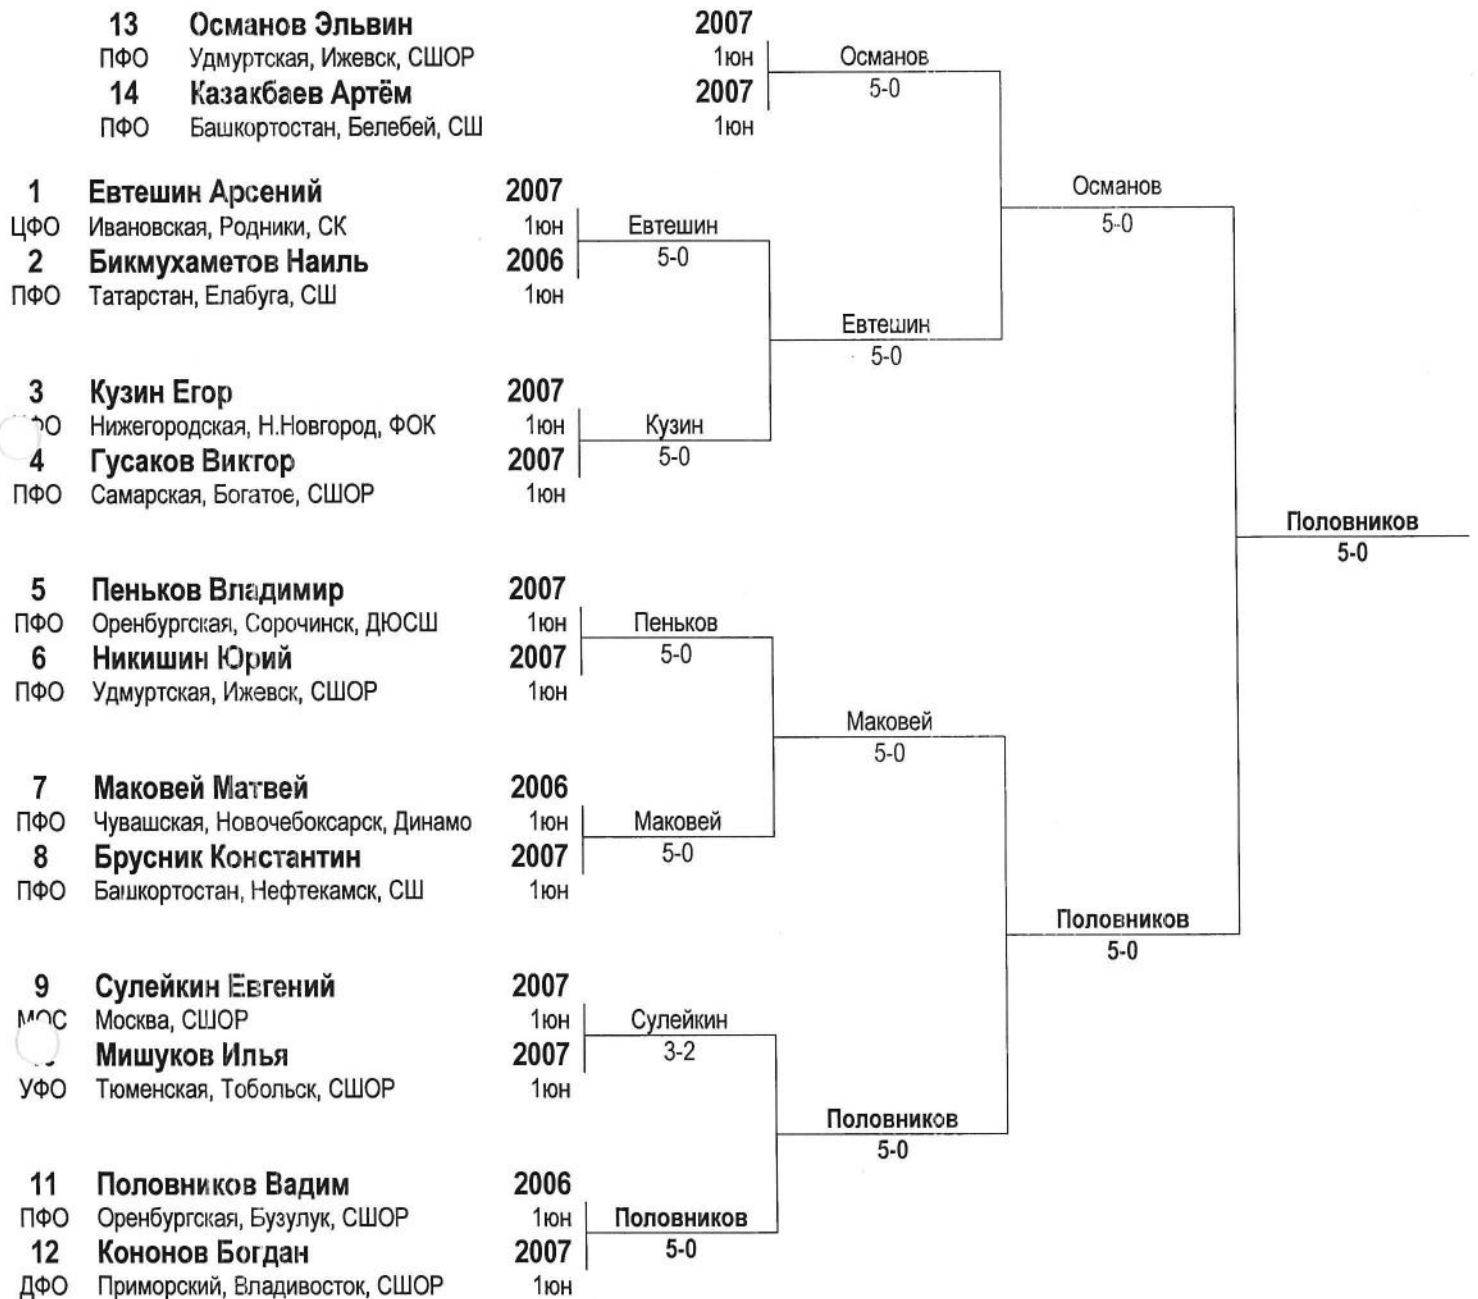 13 Османов Эльвин 2007
ПФО Удмуртская, Ижевск, СШОР 1юн Османов
14 Казакбаев Артём 2007 5-0
ПФО Башкортостан, Белебей, СШ 1юн
1 Евтешин Арсений 2007 Османов
ЦФО Ивановская, Родники, СК 1юн Евтешин 5-0
2 Бикмухаметов Наиль 2006 5-0
ПФО Татарстан, Елабуга, СШ 1юн
Евтешин
5-0
3 Кузин Егор 2007
Нижегородская, Н.Новгород, ФОК 1юн Кузин
4 Гусаков Виктор 2007 5-0
ПФО Самарская, Богатое, СШОР 1юн
Половников
5-0
5 Пеньков Владимир 2007
ПФО Оренбургская, Сорочинск, ДЮСШ 1юн Пеньков
6 Никишин Юрий 2007 5-0
ПФО Удмуртская, Ижевск, СШОР 1юн
Маковей
5-0
7 Маковей Матвей 2006
ПФО Чувашская, Новочебоксарск, Динамо 1юн Маковей
8 Брусник Константин 2007 5-0
ПФО Башкортостан, Нефтекамск, СШ 1юн
Половников
5-0
9 Сулейкин Евгений 2007
МОС Москва, СШОР 1юн Сулейкин
Мишуков Илья 2007 3-2
УФО Тюменская, Тобольск, СШОР 1юн
Половников
5-0
11 Половников Вадим 2006
ПФО Оренбургская, Бузулук, СШОР 1юн Половников
12 Кононов Богдан 2007 5-0
ДФО Приморский, Владивосток, СШОР 1юн